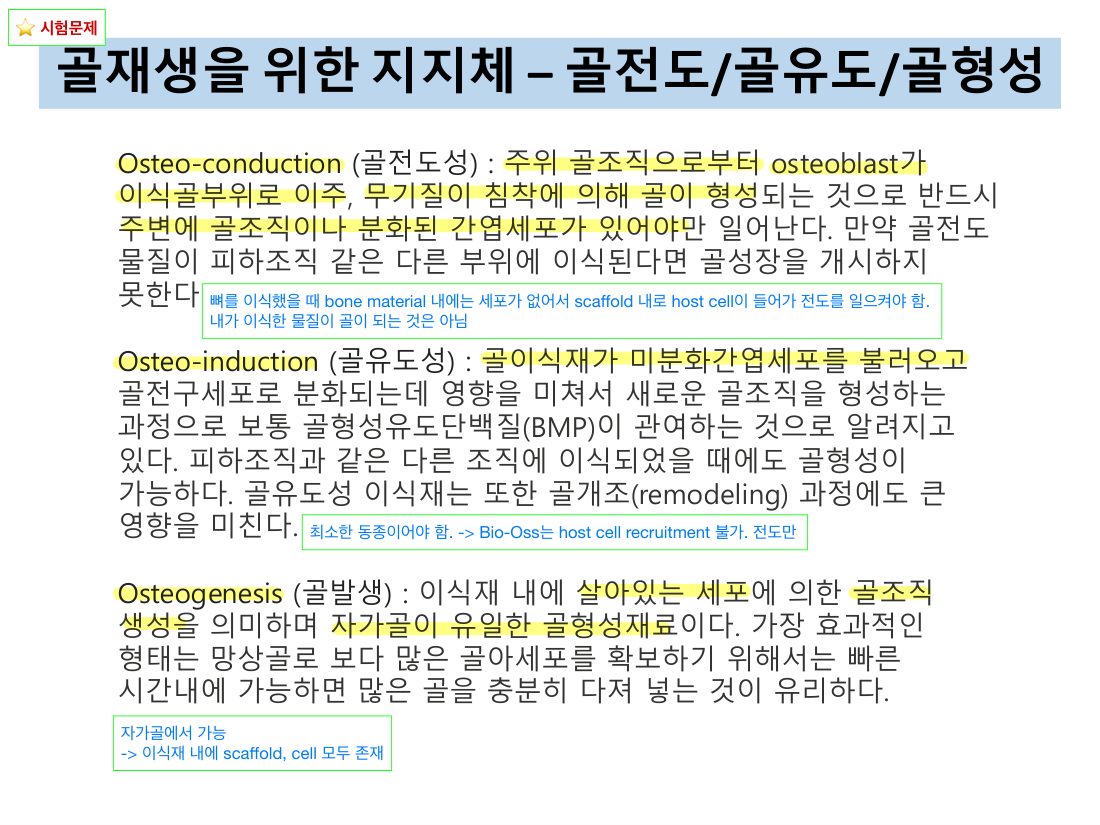 ⭐ 시험문제
골재생을 위한 지지체 – 골전도/골유도/골형성
Osteo-conduction (골전도성) : 주위 골조직으로부터 osteoblast가
이식골부위로 이주, 무기질이 침착에 의해 골이 형성되는 것으로 반드시
주변에 골조직이나 분화된 간엽세포가 있어야만 일어난다. 만약 골전도
물질이 피하조직 같은 다른 부위에 이식된다면 골성장을 개시하지
못한다
뼈를 이식했을 때 bone material 내에는 세포가 없어서 scaffold 내로 host cell이 들어가 전도를 일으켜야 함.
내가 이식한 물질이 골이 되는 것은 아님
Osteo-induction (골유도성) : 골이식재가 미분화간엽세포를 불러오고
골전구세포로 분화되는데 영향을 미쳐서 새로운 골조직을 형성하는
과정으로 보통 골형성유도단백질(BMP)이 관여하는 것으로 알려지고
있다. 피하조직과 같은 다른 조직에 이식되었을 때에도 골형성이
가능하다. 골유도성 이식재는 또한 골개조(remodeling) 과정에도 큰
영향을 미친다.
최소한 동종이어야 함. -> Bio-Oss는 host cell recruitment 불가. 전도만
Osteogenesis (골발생) : 이식재 내에 살아있는 세포에 의한 골조직
생성을 의미하며 자가골이 유일한 골형성재료이다. 가장 효과적인
형태는 망상골로 보다 많은 골아세포를 확보하기 위해서는 빠른
시간내에 가능하면 많은 골을 충분히 다져 넣는 것이 유리하다.
자가골에서 가능
-> 이식재 내에 scaffold, cell 모두 존재